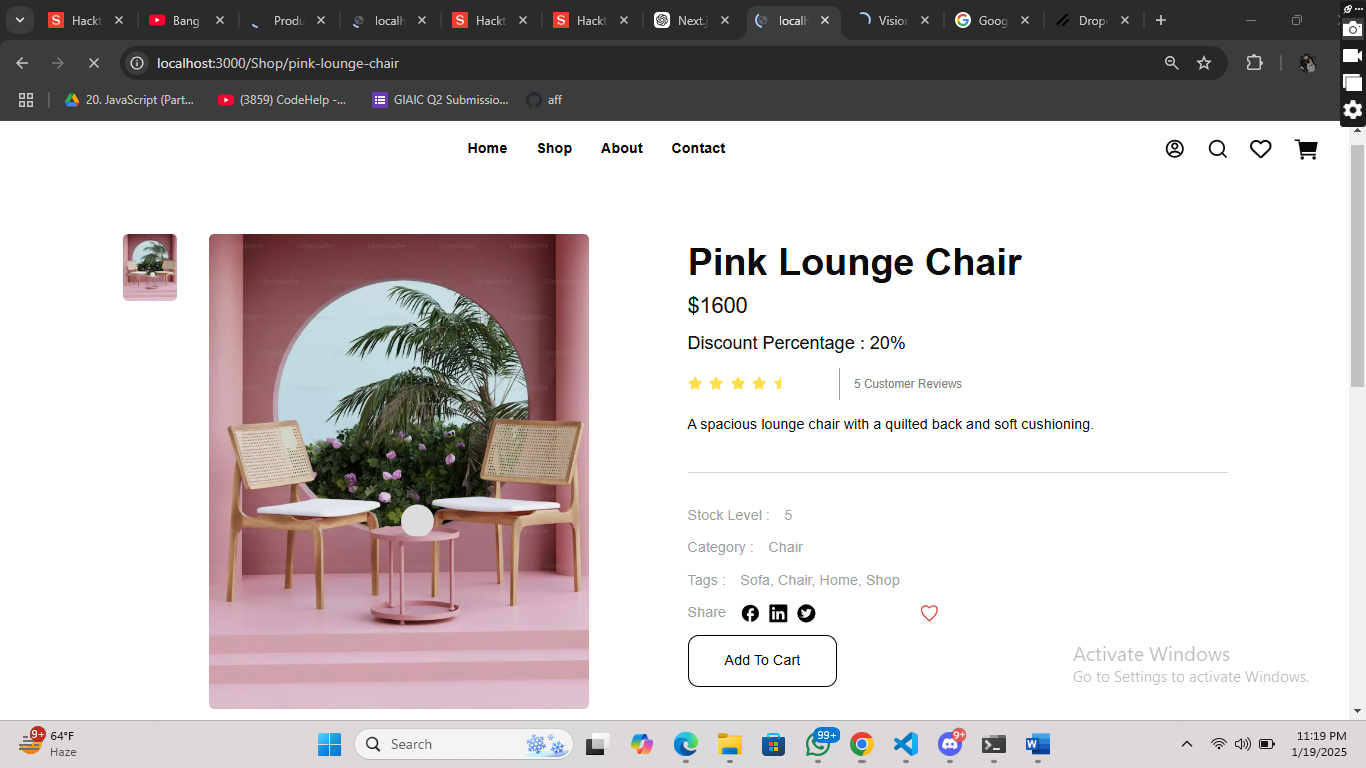 Hackt
Bang
Produ
localh
Hackt
Hackt
Next.j
localh
Vision
Goog
Drope
localhost:3000/Shop/pink-lounge-chair
20. JavaScript (Part...
(3859) CodeHelp -...
GIAIC Q2 Submissio...
aff
Home
Shop
About
Contact
Pink Lounge Chair
$1600
Discount Percentage : 20%
5 Customer Reviews
A spacious lounge chair with a quilted back and soft cushioning.
Stock Level : 5
Category : Chair
Tags : Sofa, Chair, Home, Shop
Share
Add To Cart
Activate Windows
Go to Settings to activate Windows.
9+
64°F
Haze
Search
99+
9+
11:19 PM
1/19/2025